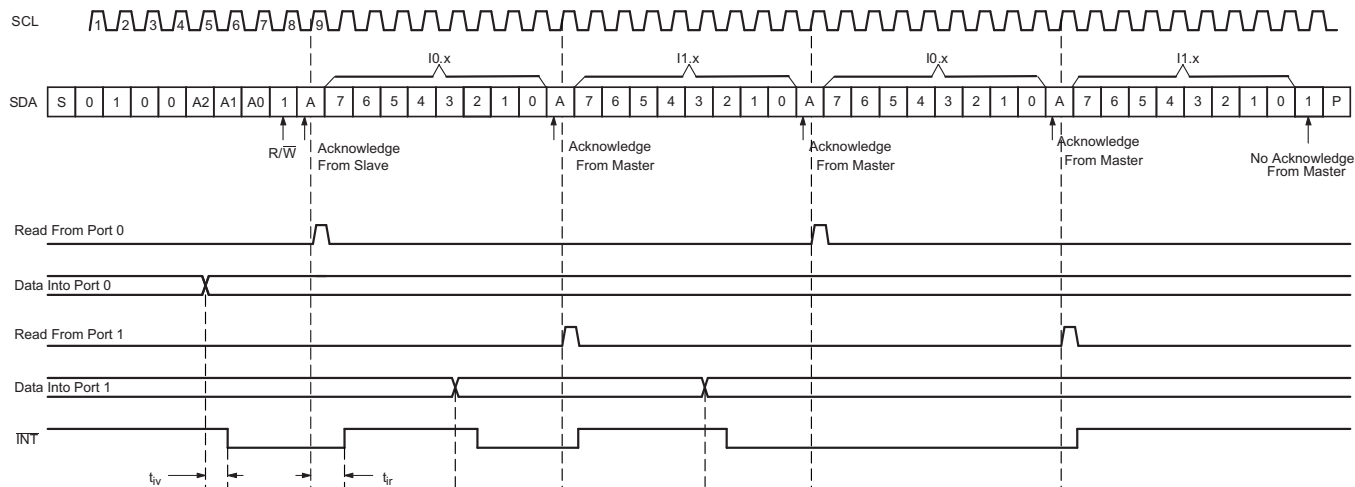 SCL
1 2 3 4 5 6 7 8 9
I0.x I1.x I0.x I1.x
SDA S 0 1 0 0 A2 A1 A0 1 A 7 6 5 4 3 2 1 0 A 7 6 5 4 3 2 1 0 A 7 6 5 4 3 2 1 0 A 7 6 5 4 3 2 1 0 1 P
R/W̅
Acknowledge
From Slave
Acknowledge
From Master
Acknowledge
From Master
Acknowledge
From Master
No Acknowledge
From Master
Read From Port 0
Data Into Port 0
Read From Port 1
Data Into Port 1
I̅N̅T̅
tiv tir